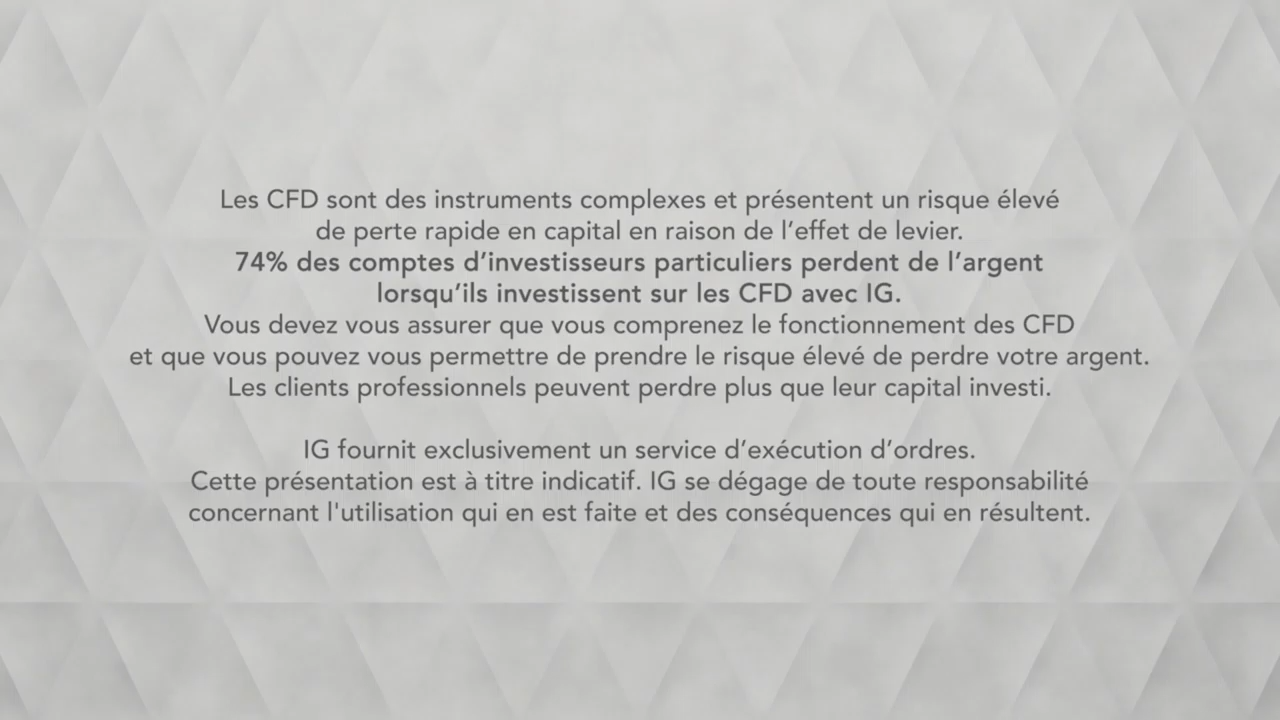 Les CFD sont des instruments complexes et présentent un risque élevé
de perte rapide en capital en raison de l’effet de levier.
74% des comptes d’investisseurs particuliers perdent de l’argent
lorsqu’ils investissent sur les CFD avec IG.
Vous devez vous assurer que vous comprenez le fonctionnement des CFD
et que vous pouvez vous permettre de prendre le risque élevé de perdre votre argent.
Les clients professionnels peuvent perdre plus que leur capital investi.
IG fournit exclusivement un service d’exécution d’ordres.
Cette présentation est à titre indicatif. IG se dégage de toute responsabilité
concernant l'utilisation qui en est faite et des conséquences qui en résultent.